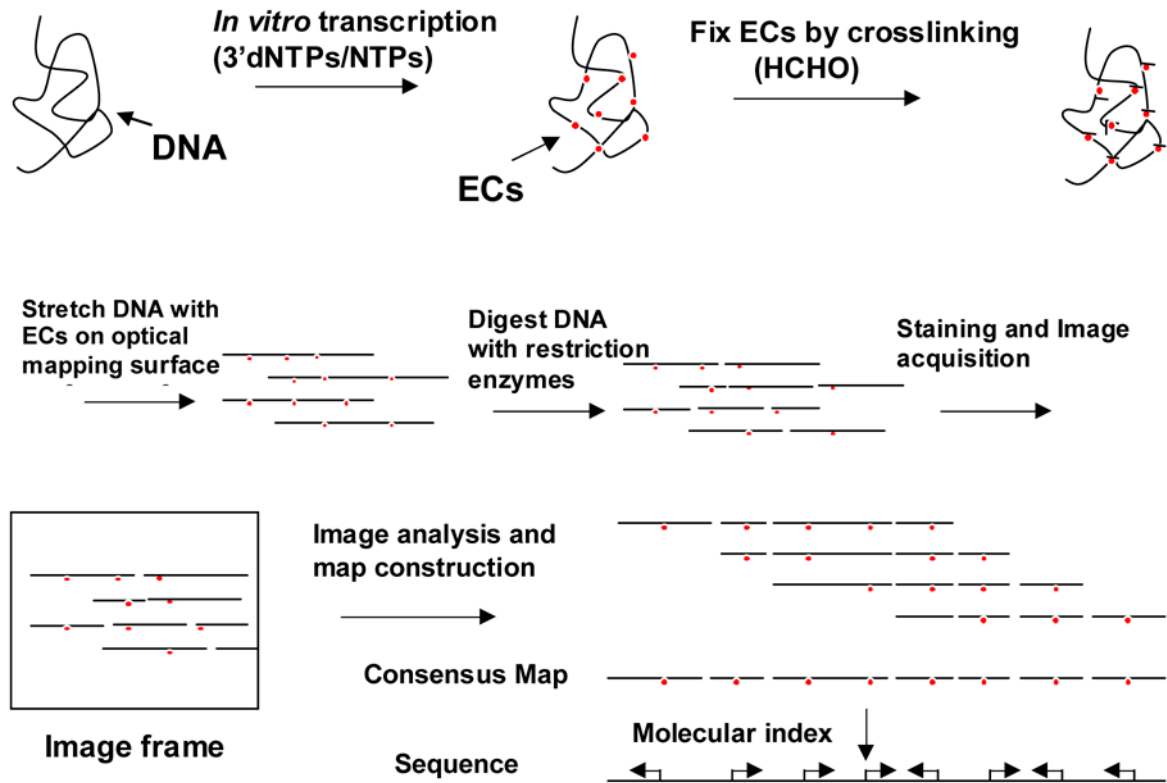 In vitro transcription
(3'dNTPs/NTPs)
Fix ECs by crosslinking
(HCHO)
DNA
ECs
Stretch DNA with
ECs on optical
mapping surface
Digest DNA
with restriction
enzymes
Staining and Image
acquisition
Image analysis and
map construction
Consensus Map
Image frame
Molecular index
Sequence